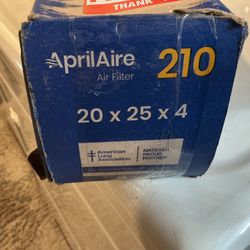 THANK
AprilAire
Air Filter
210
20 x 25 x 4
American
Lung
Association®
NATIONAL
PROUD
PARTNER